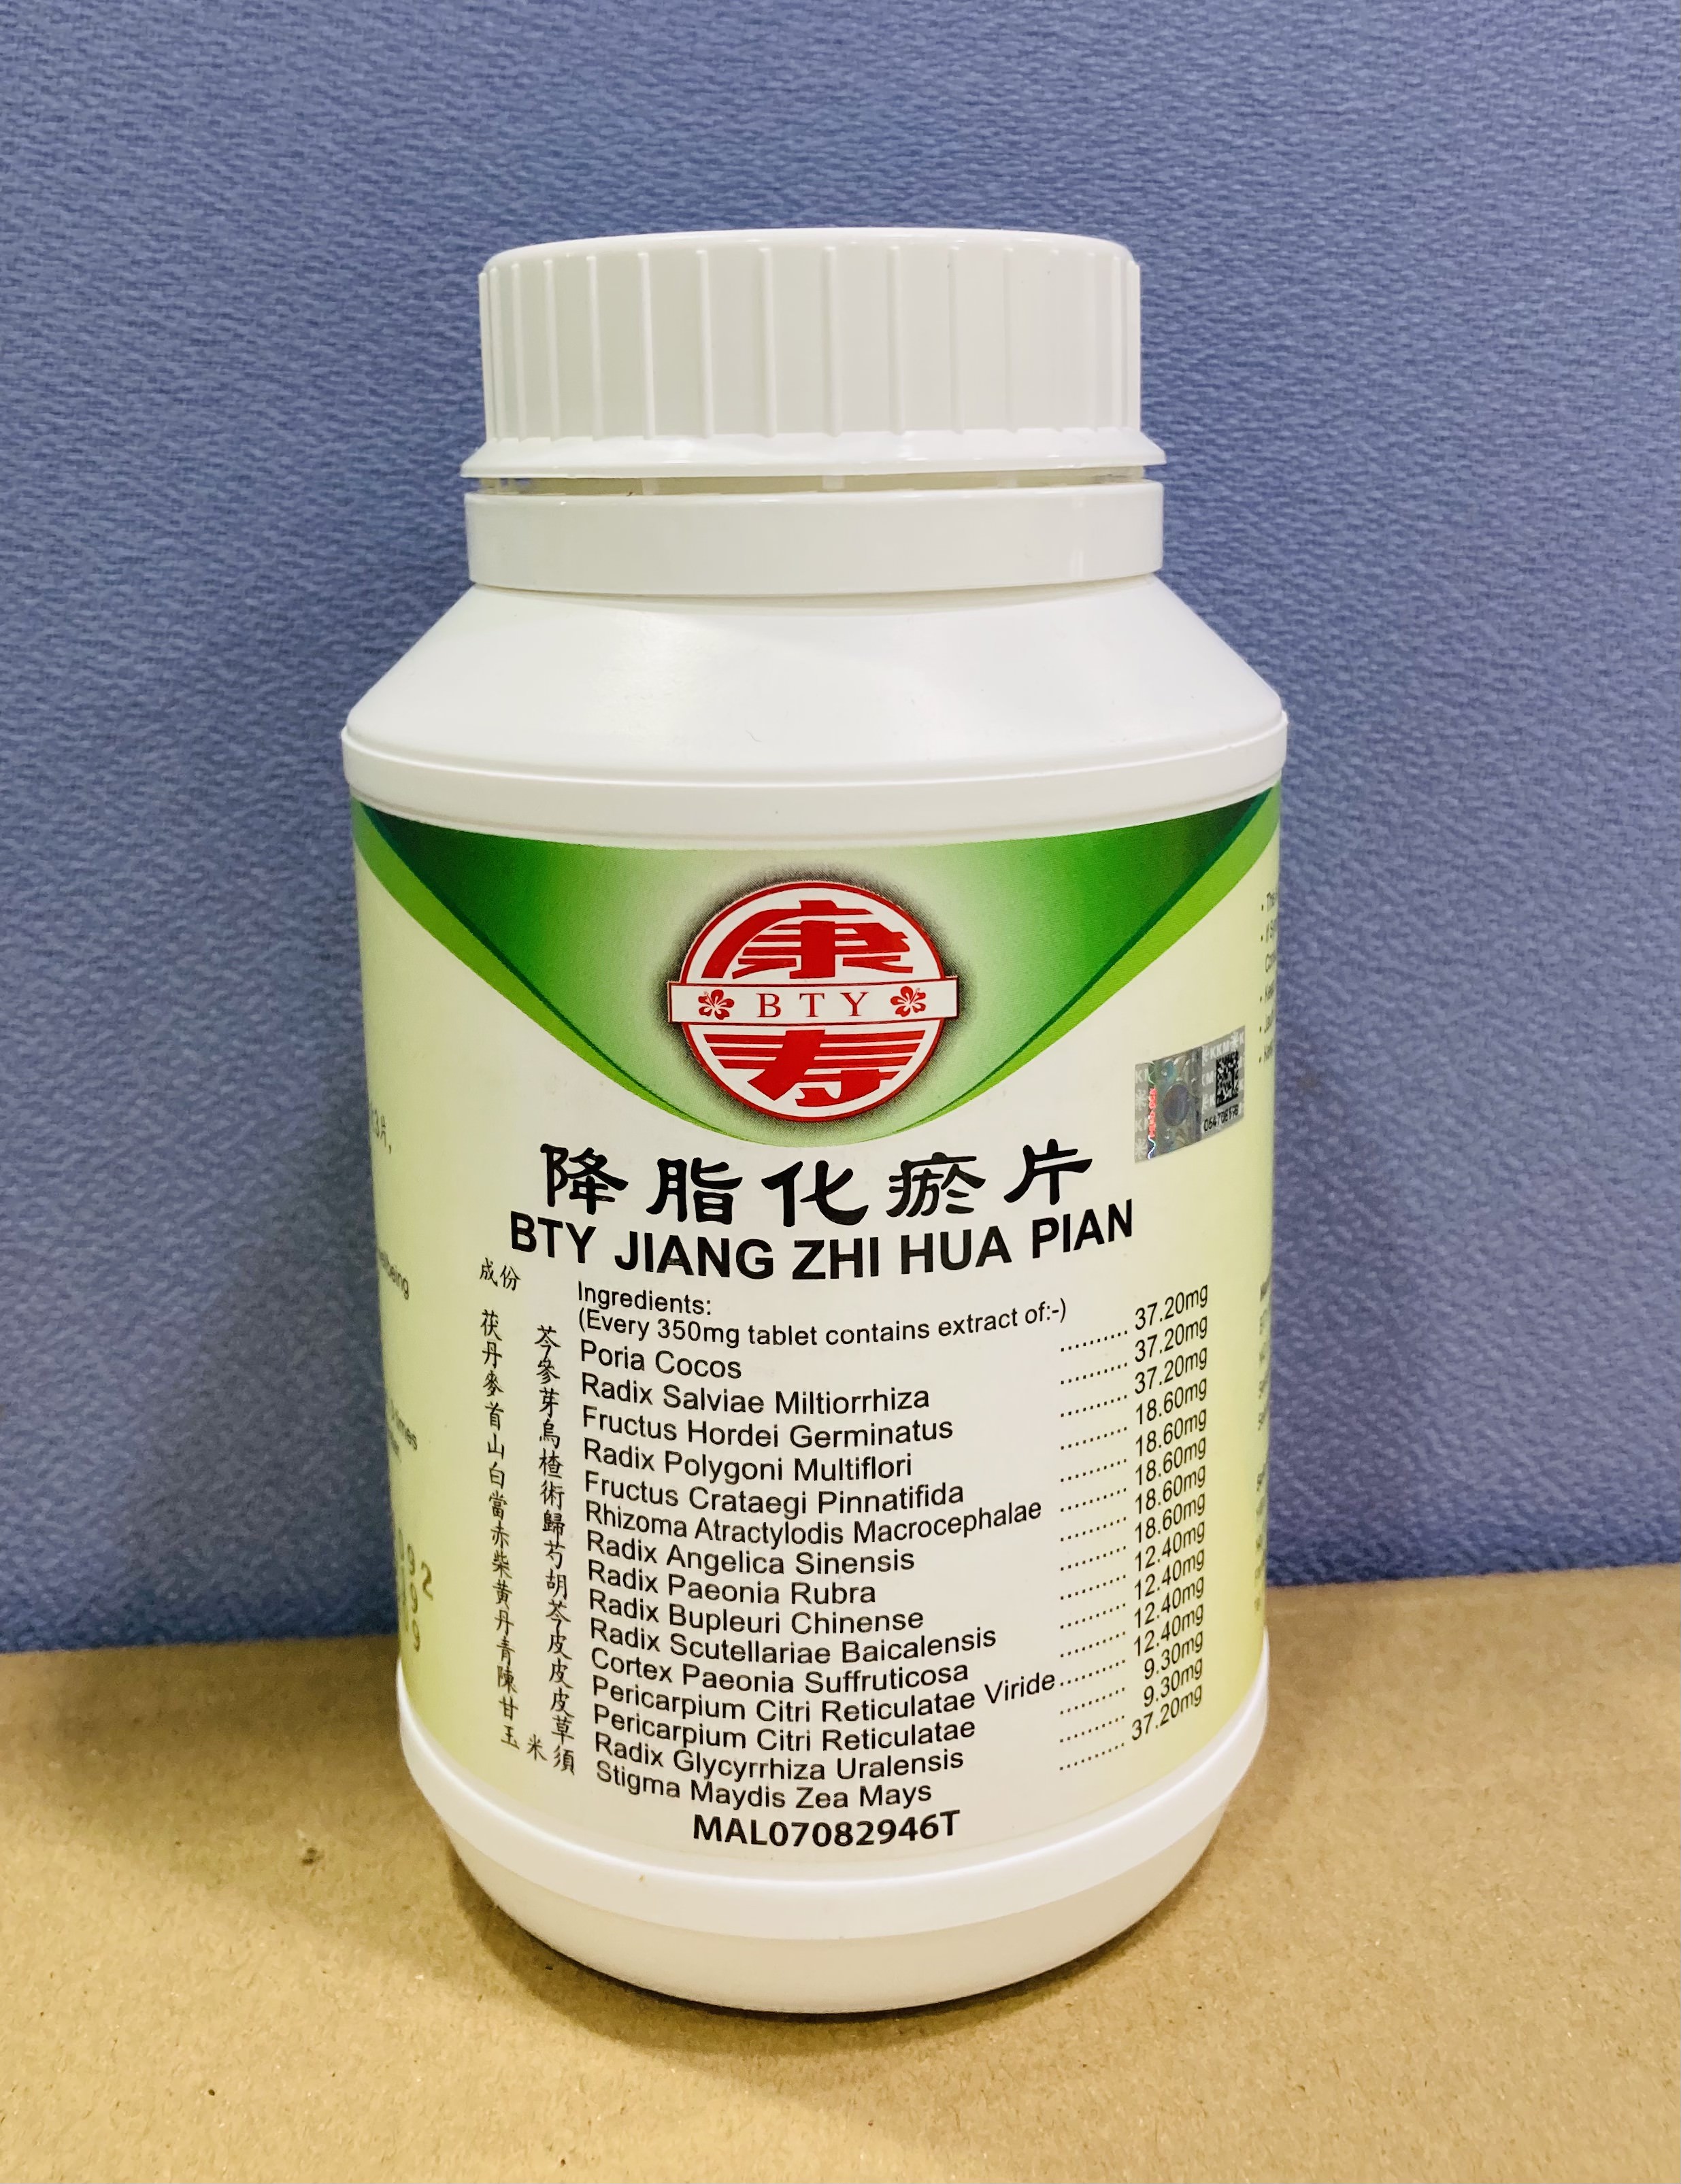 康
BTY
寿
降脂化瘀片
BTY JIANG ZHI HUA PIAN
成份
Ingredients:
(Every 350mg tablet contains extract of:-)
茯苓 Poria Cocos .......... 37.20mg
丹參 Radix Salviae Miltiorrhiza .......... 37.20mg
麥芽 Fructus Hordei Germinatus .......... 37.20mg
首烏 Radix Polygoni Multiflori .......... 18.60mg
山楂 Fructus Crataegi Pinnatifida .......... 18.60mg
白術 Rhizoma Atractylodis Macrocephalae .......... 18.60mg
當歸 Radix Angelica Sinensis .......... 18.60mg
赤芍 Radix Paeonia Rubra .......... 18.60mg
柴胡 Radix Bupleuri Chinense .......... 12.40mg
黃芩 Radix Scutellariae Baicalensis .......... 12.40mg
丹皮 Cortex Paeonia Suffruticosa .......... 12.40mg
青皮 Pericarpium Citri Reticulatae Viride .......... 12.40mg
陳皮 Pericarpium Citri Reticulatae .......... 9.30mg
甘草 Radix Glycyrrhiza Uralensis .......... 9.30mg
玉米須 Stigma Maydis Zea Mays .......... 37.20mg
MAL07082946T